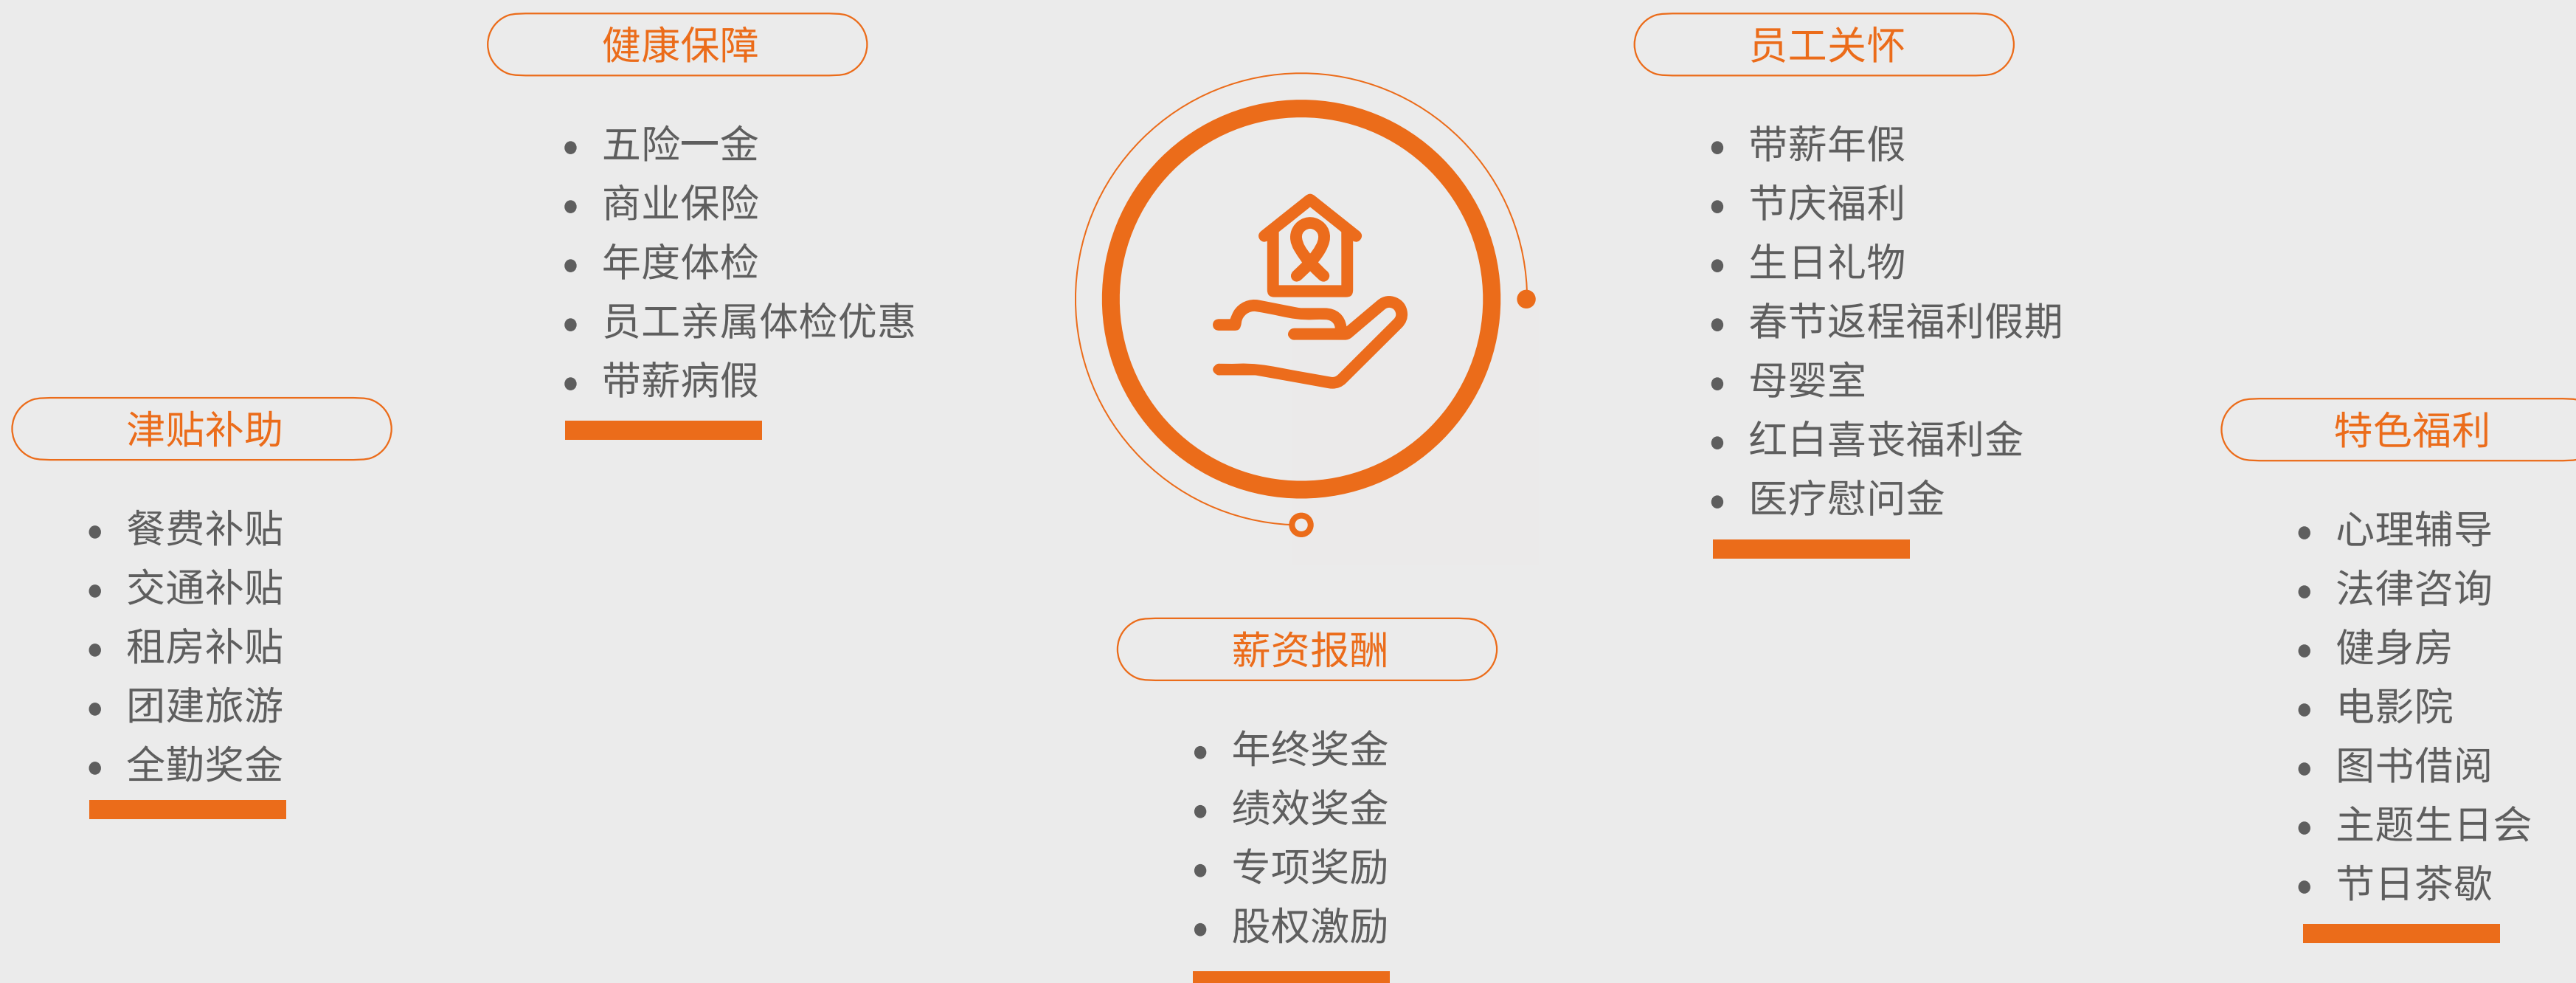 健康保障
五险一金
商业保险
年度体检
员工亲属体检优惠
带薪病假
员工关怀
带薪年假
节庆福利
生日礼物
春节返程福利假期
母婴室
红白喜丧福利金
医疗慰问金
津贴补助
餐费补贴
交通补贴
租房补贴
团建旅游
全勤奖金
薪资报酬
年终奖金
绩效奖金
专项奖励
股权激励
特色福利
心理辅导
法律咨询
健身房
电影院
图书借阅
主题生日会
节日茶歇